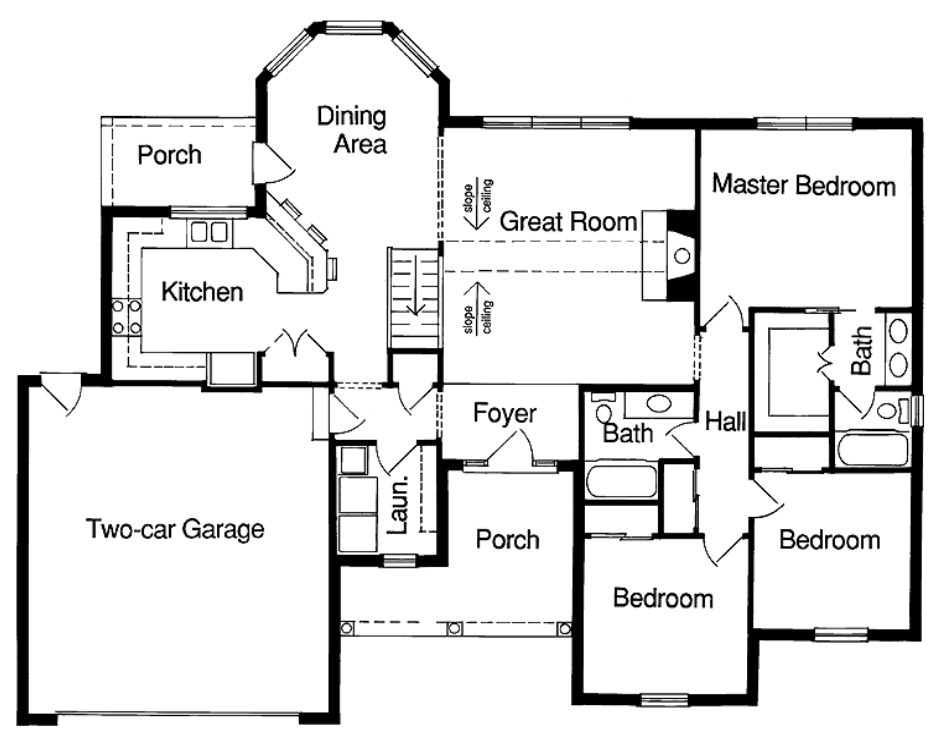 Dining
Area
Porch
Master Bedroom
slope
ceiling
Great Room
Kitchen
slope
ceiling
Bath
Foyer
Bath
Hall
Laun.
Two-car Garage
Porch
Bedroom
Bedroom